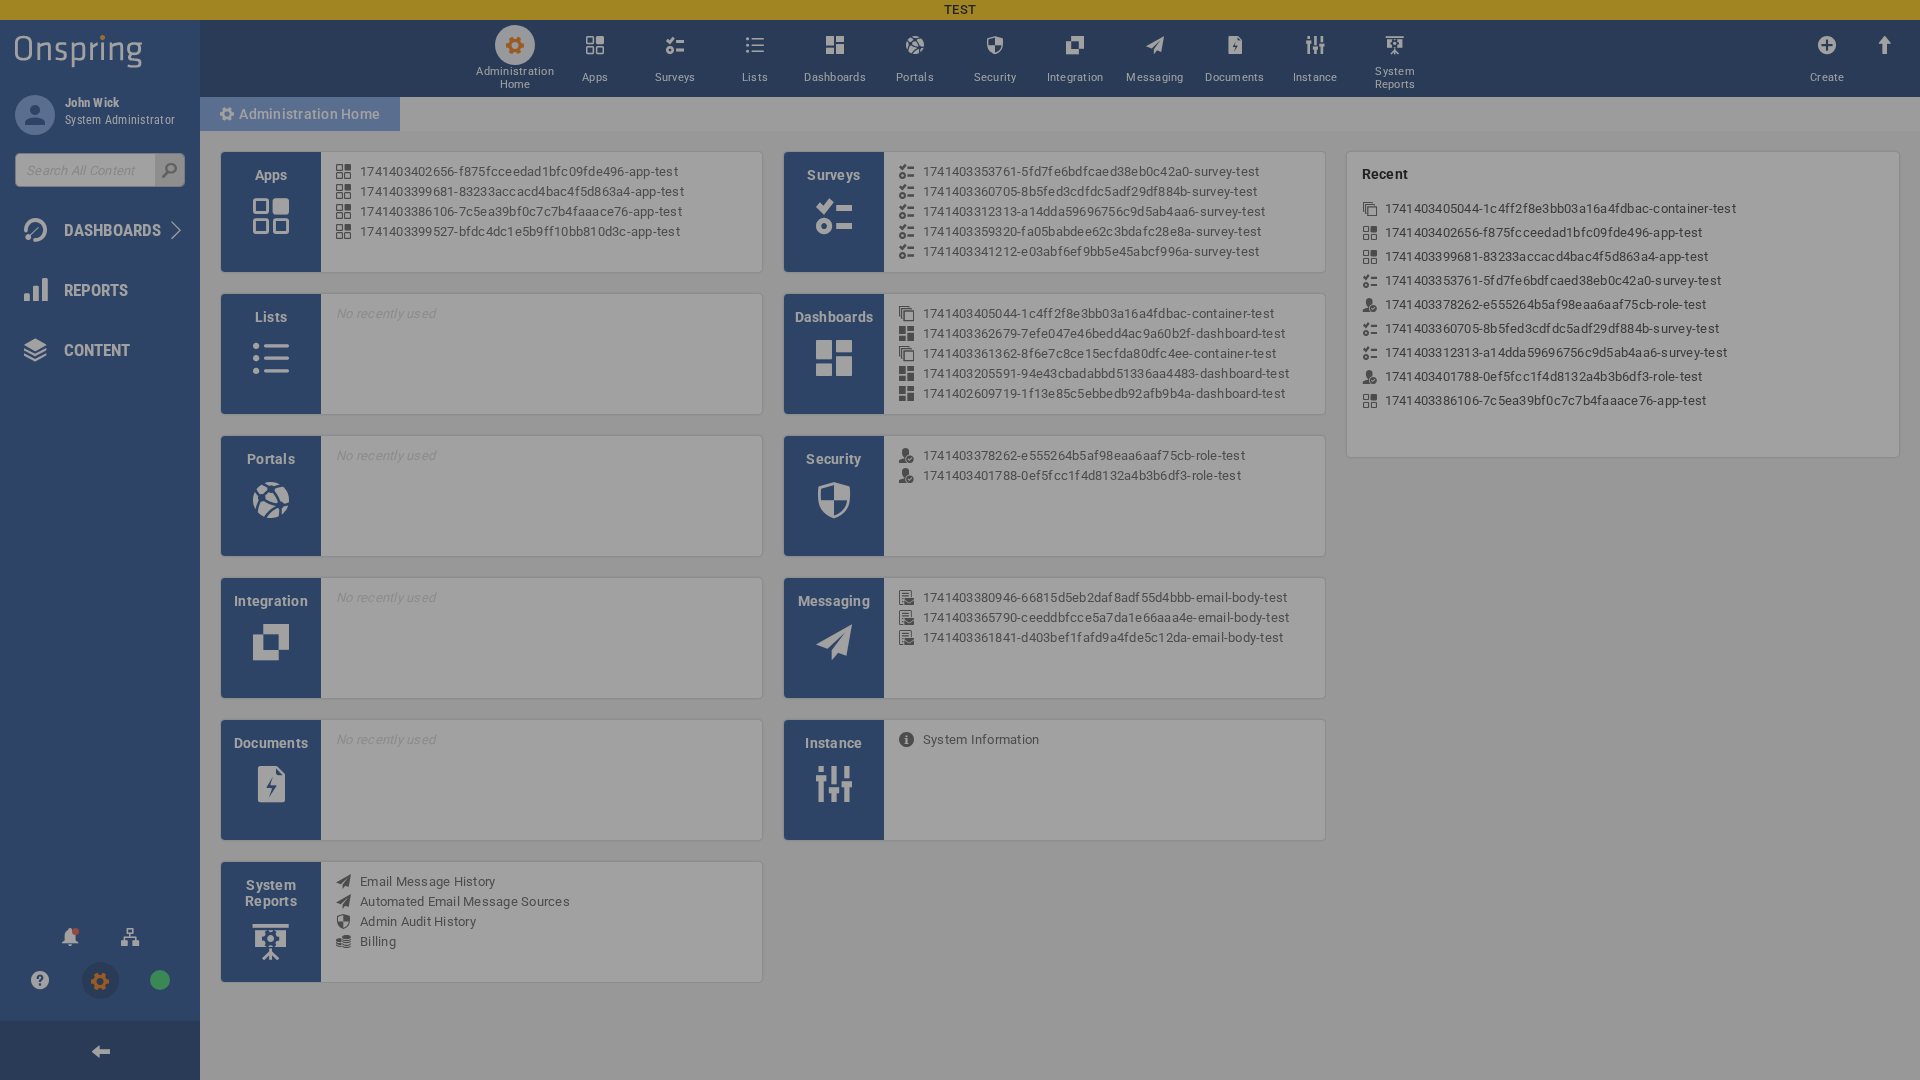 TEST
Onspring
John Wick
System Administrator
Search All Content
DASHBOARDS
REPORTS
CONTENT
Administration Home
Apps
Surveys
Lists
Dashboards
Portals
Security
Integration
Messaging
Documents
Instance
System Reports
Create
Administration Home
Apps
1741403402656-f875fcceedad1bfc09fde496-app-test
1741403399681-83233accacd4bac4f5d863a4-app-test
1741403386106-7c5ea39bf0c7c7b4faaace76-app-test
1741403399527-bfdc4dc1e5b9ff10bb810d3c-app-test
Surveys
1741403353761-5fd7fe6bdfcaed38eb0c42a0-survey-test
1741403360705-8b5fed3cdfdc5adf29df884b-survey-test
1741403312313-a14dda59696756c9d5ab4aa6-survey-test
1741403359320-fa05babdee62c3bdafc28e8a-survey-test
1741403341212-e03abf6ef9bb5e45abcf996a-survey-test
Lists
No recently used
Dashboards
1741403405044-1c4ff2f8e3bb03a16a4fdbac-container-test
1741403362679-7efe047e46bedd4ac9a60b2f-dashboard-test
1741403361362-8f6e7c8ce15ecfda80dfc4ee-container-test
1741403205591-94e43cbadabbd51336aa4483-dashboard-test
1741402609719-1f13e85c5ebbedb92afb9b4a-dashboard-test
Portals
No recently used
Security
1741403378262-e555264b5af98eaa6aaf75cb-role-test
1741403401788-0ef5fcc1f4d8132a4b3b6df3-role-test
Integration
No recently used
Messaging
1741403380946-66815d5eb2daf8adf55d4bbb-email-body-test
1741403365790-ceeddbfcce5a7da1e66aaa4e-email-body-test
1741403361841-d403bef1fafd9a4fde5c12da-email-body-test
Documents
No recently used
Instance
System Information
System
Reports
Email Message History
Automated Email Message Sources
Admin Audit History
Billing
Recent
1741403405044-1c4ff2f8e3bb03a16a4fdbac-container-test
1741403402656-f875fcceedad1bfc09fde496-app-test
1741403399681-83233accacd4bac4f5d863a4-app-test
1741403353761-5fd7fe6bdfcaed38eb0c42a0-survey-test
1741403378262-e555264b5af98eaa6aaf75cb-role-test
1741403360705-8b5fed3cdfdc5adf29df884b-survey-test
1741403312313-a14dda59696756c9d5ab4aa6-survey-test
1741403401788-0ef5fcc1f4d8132a4b3b6df3-role-test
1741403386106-7c5ea39bf0c7c7b4faaace76-app-test